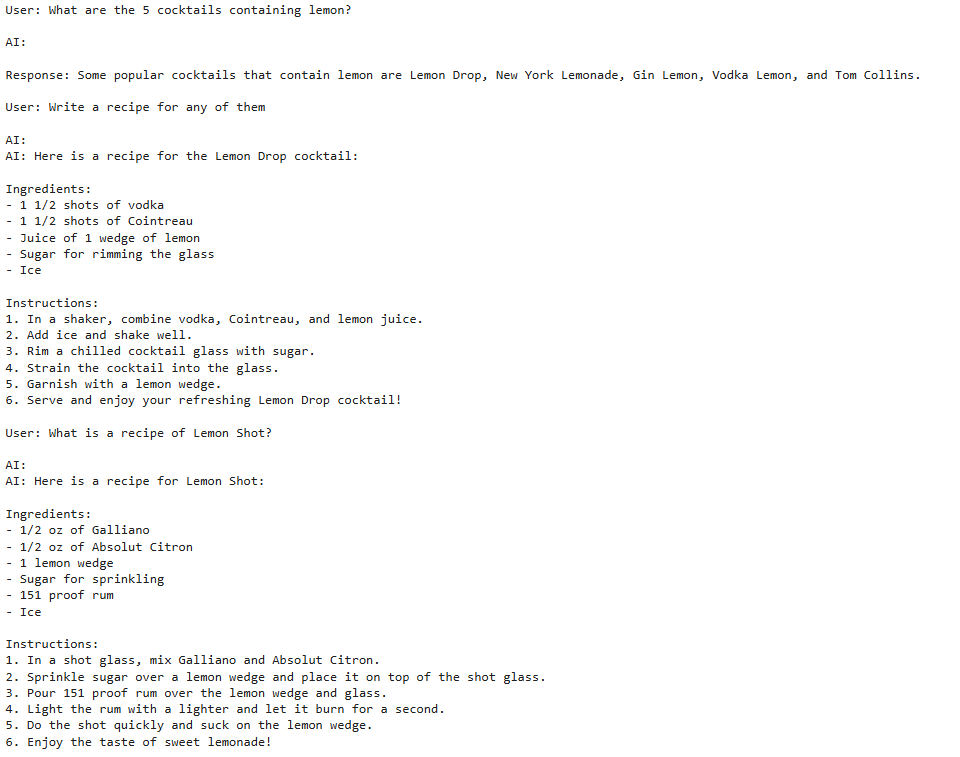 User: What are the 5 cocktails containing lemon?
AI:
Response: Some popular cocktails that contain lemon are Lemon Drop, New York Lemonade, Gin Lemon, Vodka Lemon, and Tom Collins.
User: Write a recipe for any of them
AI:
AI: Here is a recipe for the Lemon Drop cocktail:
Ingredients:
- 1 1/2 shots of vodka
- 1 1/2 shots of Cointreau
- Juice of 1 wedge of lemon
- Sugar for rimming the glass
- Ice
Instructions:
1. In a shaker, combine vodka, Cointreau, and lemon juice.
2. Add ice and shake well.
3. Rim a chilled cocktail glass with sugar.
4. Strain the cocktail into the glass.
5. Garnish with a lemon wedge.
6. Serve and enjoy your refreshing Lemon Drop cocktail!
User: What is a recipe of Lemon Shot?
AI:
AI: Here is a recipe for Lemon Shot:
Ingredients:
- 1/2 oz of Galliano
- 1/2 oz of Absolut Citron
- 1 lemon wedge
- Sugar for sprinkling
- 151 proof rum
- Ice
Instructions:
1. In a shot glass, mix Galliano and Absolut Citron.
2. Sprinkle sugar over a lemon wedge and place it on top of the shot glass.
3. Pour 151 proof rum over the lemon wedge and glass.
4. Light the rum with a lighter and let it burn for a second.
5. Do the shot quickly and suck on the lemon wedge.
6. Enjoy the taste of sweet lemonade!